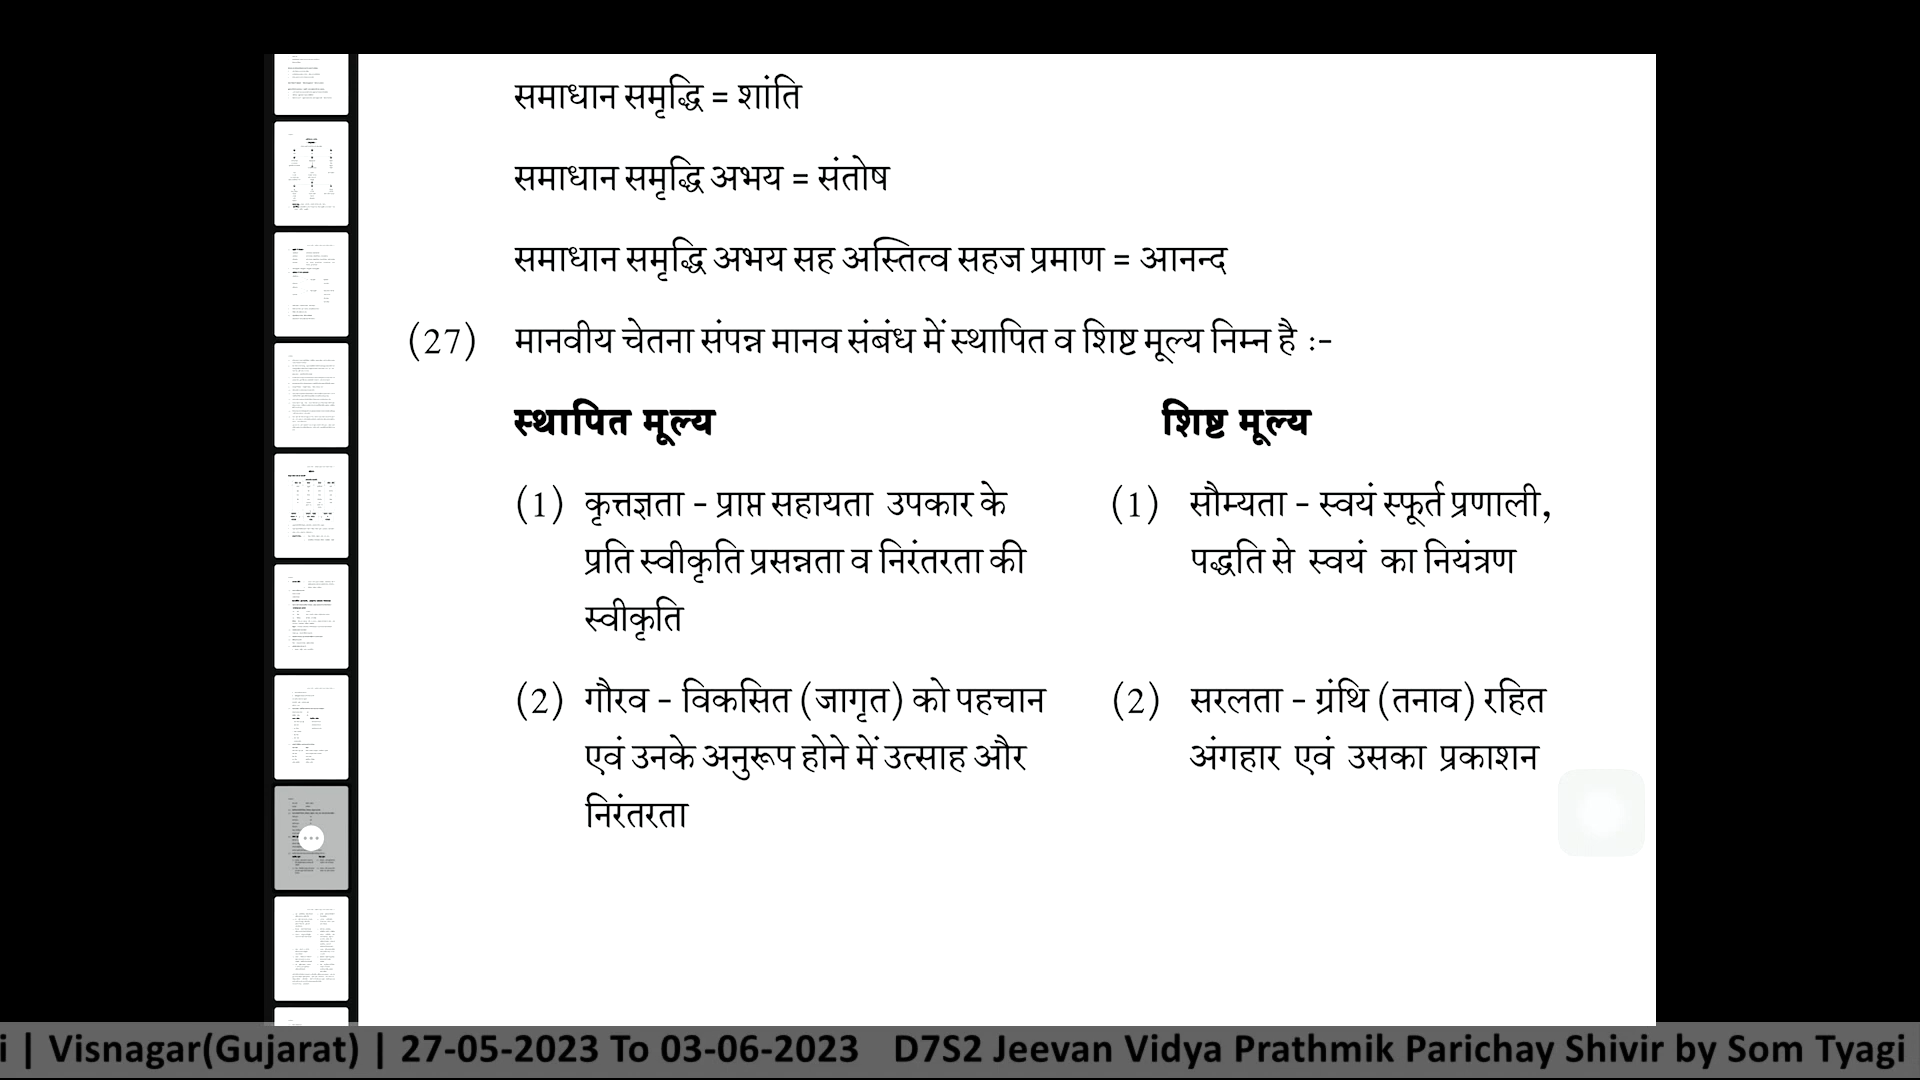 समाधान समृद्धि = शांति
समाधान समृद्धि अभय = संतोष
समाधान समृद्धि अभय सह अस्तित्व सहज प्रमाण = आनन्द
(27) मानवीय चेतना संपन्न मानव संबंध में स्थापित व शिष्ट मूल्य निम्न है :-
स्थापित मूल्य
(1) कृत्तज्ञता - प्राप्त सहायता उपकार के
प्रति स्वीकृति प्रसन्नता व निरंतरता की
स्वीकृति
(2) गौरव - विकसित (जागृत) को पहचान
एवं उनके अनुरूप होने में उत्साह और
निरंतरता
शिष्ट मूल्य
(1) सौम्यता - स्वयं स्फूर्त प्रणाली,
पद्धति से स्वयं का नियंत्रण
(2) सरलता - ग्रंथि (तनाव) रहित
अंगहार एवं उसका प्रकाशन
i | Visnagar(Gujarat) | 27-05-2023 To 03-06-2023 D7S2 Jeevan Vidya Prathmik Parichay Shivir by Som Tyagi